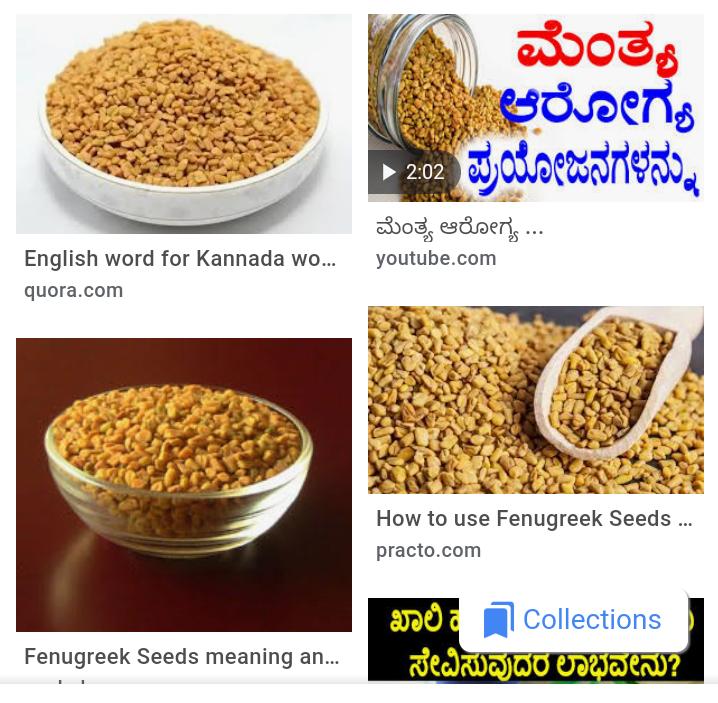 English word for Kannada wo...
quora.com
ಮೆಂತ್ಯ
ಆರೋಗ್ಯ
ಪ್ರಯೋಜನಗಳನ್ನು
2:02
ಮೆಂತ್ಯ ಆರೋಗ್ಯ ...
youtube.com
How to use Fenugreek Seeds ...
practo.com
Fenugreek Seeds meaning an...
ಖಾಲಿ
Collections
ಸೇವಿಸುವುದರ ಲಾಭವೇನು?